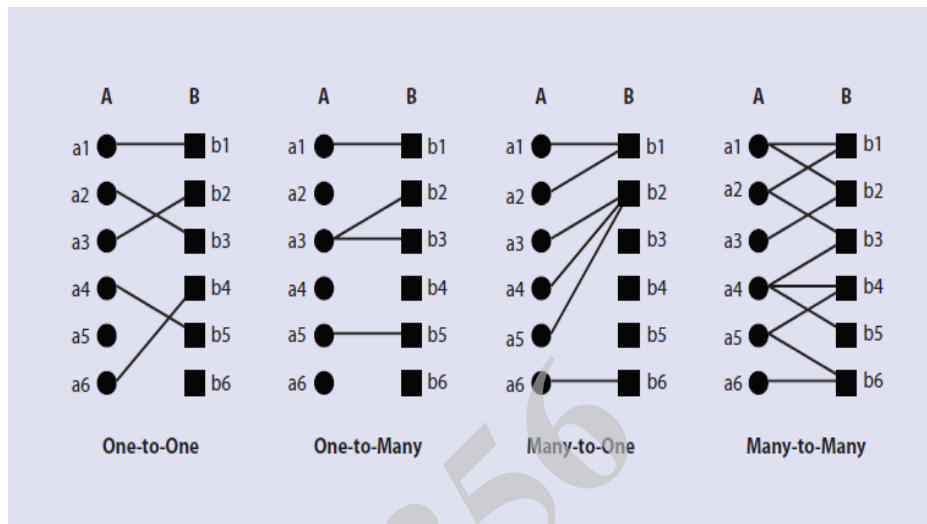 A B A B A B A B
a1 b1 a1 b1 a1 b1 a1 b1
a2 b2 a2 b2 a2 b2 a2 b2
a3 b3 a3 b3 a3 b3 a3 b3
a4 b4 a4 b4 a4 b4 a4 b4
a5 b5 a5 b5 a5 b5 a5 b5
a6 b6 a6 b6 a6 b6 a6 b6
One-to-One One-to-Many Many-to-One Many-to-Many
356